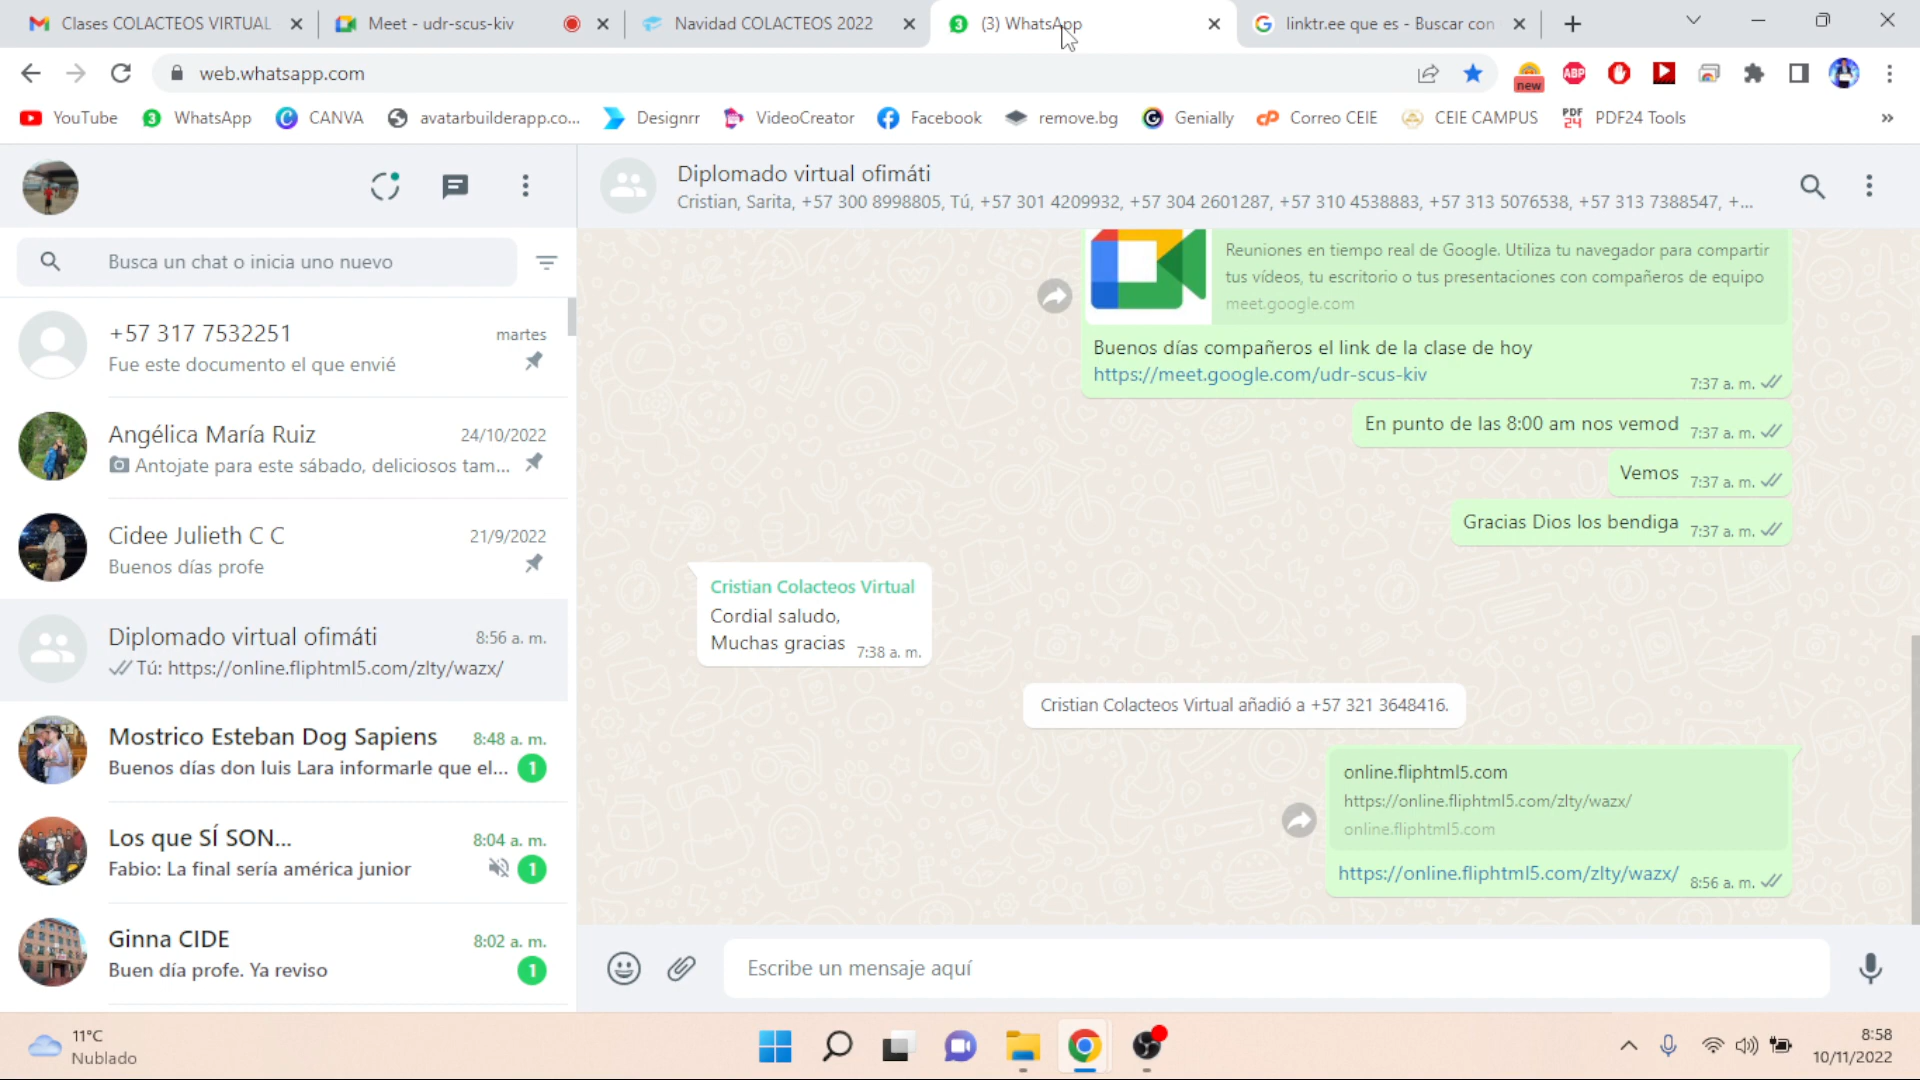 Clases COLACTEOS VIRTUAL
Meet - udr-scus-kiv
Navidad COLACTEOS 2022
3
(3) WhatsApp
linktr.ee que es - Buscar con
web.whatsapp.com
new
ABP
YouTube
3
WhatsApp
CANVA
avatarbuilderapp.co...
Designrr
VideoCreator
Facebook
remove.bg
Genially
cP
Correo CEIE
CEIE CAMPUS
PDF
24
PDF24 Tools
»
Diplomado virtual ofimáti
Cristian, Sarita, +57 300 8998805, Tú, +57 301 4209932, +57 304 2601287, +57 310 4538883, +57 313 5076538, +57 313 7388547, +...
Busca un chat o inicia uno nuevo
+57 317 7532251
martes
Fue este documento el que envié
Angélica María Ruiz
24/10/2022
Antojate para este sábado, deliciosos tam...
Cidee Julieth C C
21/9/2022
Buenos días profe
Diplomado virtual ofimáti
8:56 a. m.
Tú: https://online.fliphtml5.com/zlty/wazx/
Mostrico Esteban Dog Sapiens
8:48 a. m.
Buenos días don luis Lara informarle que el...
1
Los que SÍ SON...
8:04 a. m.
Fabio: La final sería américa junior
1
Ginna CIDE
8:02 a. m.
Buen día profe. Ya reviso
1
Reuniones en tiempo real de Google. Utiliza tu navegador para compartir
tus vídeos, tu escritorio o tus presentaciones con compañeros de equipo
meet.google.com
Buenos días compañeros el link de la clase de hoy
https://meet.google.com/udr-scus-kiv
7:37 a. m.
En punto de las 8:00 am nos vemod
7:37 a. m.
Vemos
7:37 a. m.
Gracias Dios los bendiga
7:37 a. m.
Cristian Colacteos Virtual
Cordial saludo,
Muchas gracias
7:38 a. m.
Cristian Colacteos Virtual añadió a +57 321 3648416.
online.fliphtml5.com
https://online.fliphtml5.com/zlty/wazx/
online.fliphtml5.com
https://online.fliphtml5.com/zlty/wazx/
8:56 a. m.
Escribe un mensaje aquí
11°C
Nublado
8:58
10/11/2022